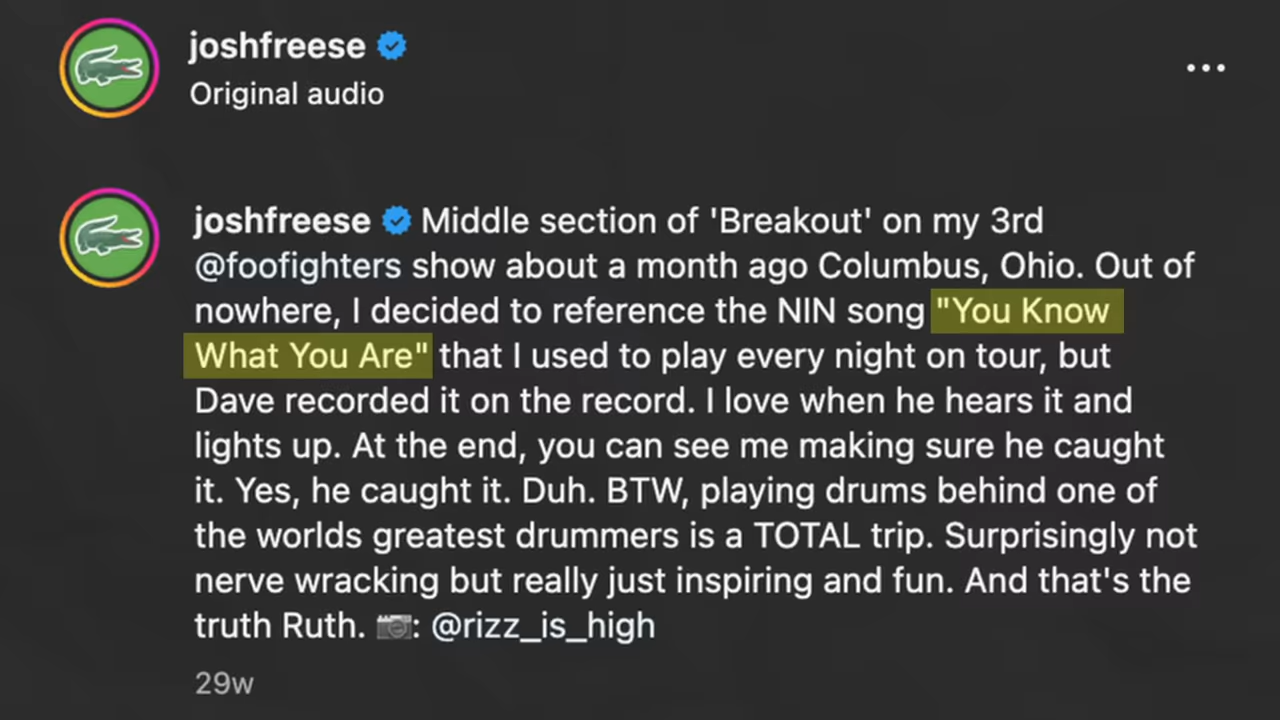 joshfreese
Original audio
joshfreese Middle section of 'Breakout' on my 3rd
@foofighters show about a month ago Columbus, Ohio. Out of
nowhere, I decided to reference the NIN song "You Know
What You Are" that I used to play every night on tour, but
Dave recorded it on the record. I love when he hears it and
lights up. At the end, you can see me making sure he caught
it. Yes, he caught it. Duh. BTW, playing drums behind one of
the worlds greatest drummers is a TOTAL trip. Surprisingly not
nerve wracking but really just inspiring and fun. And that's the
truth Ruth. 📷: @rizz_is_high
29w